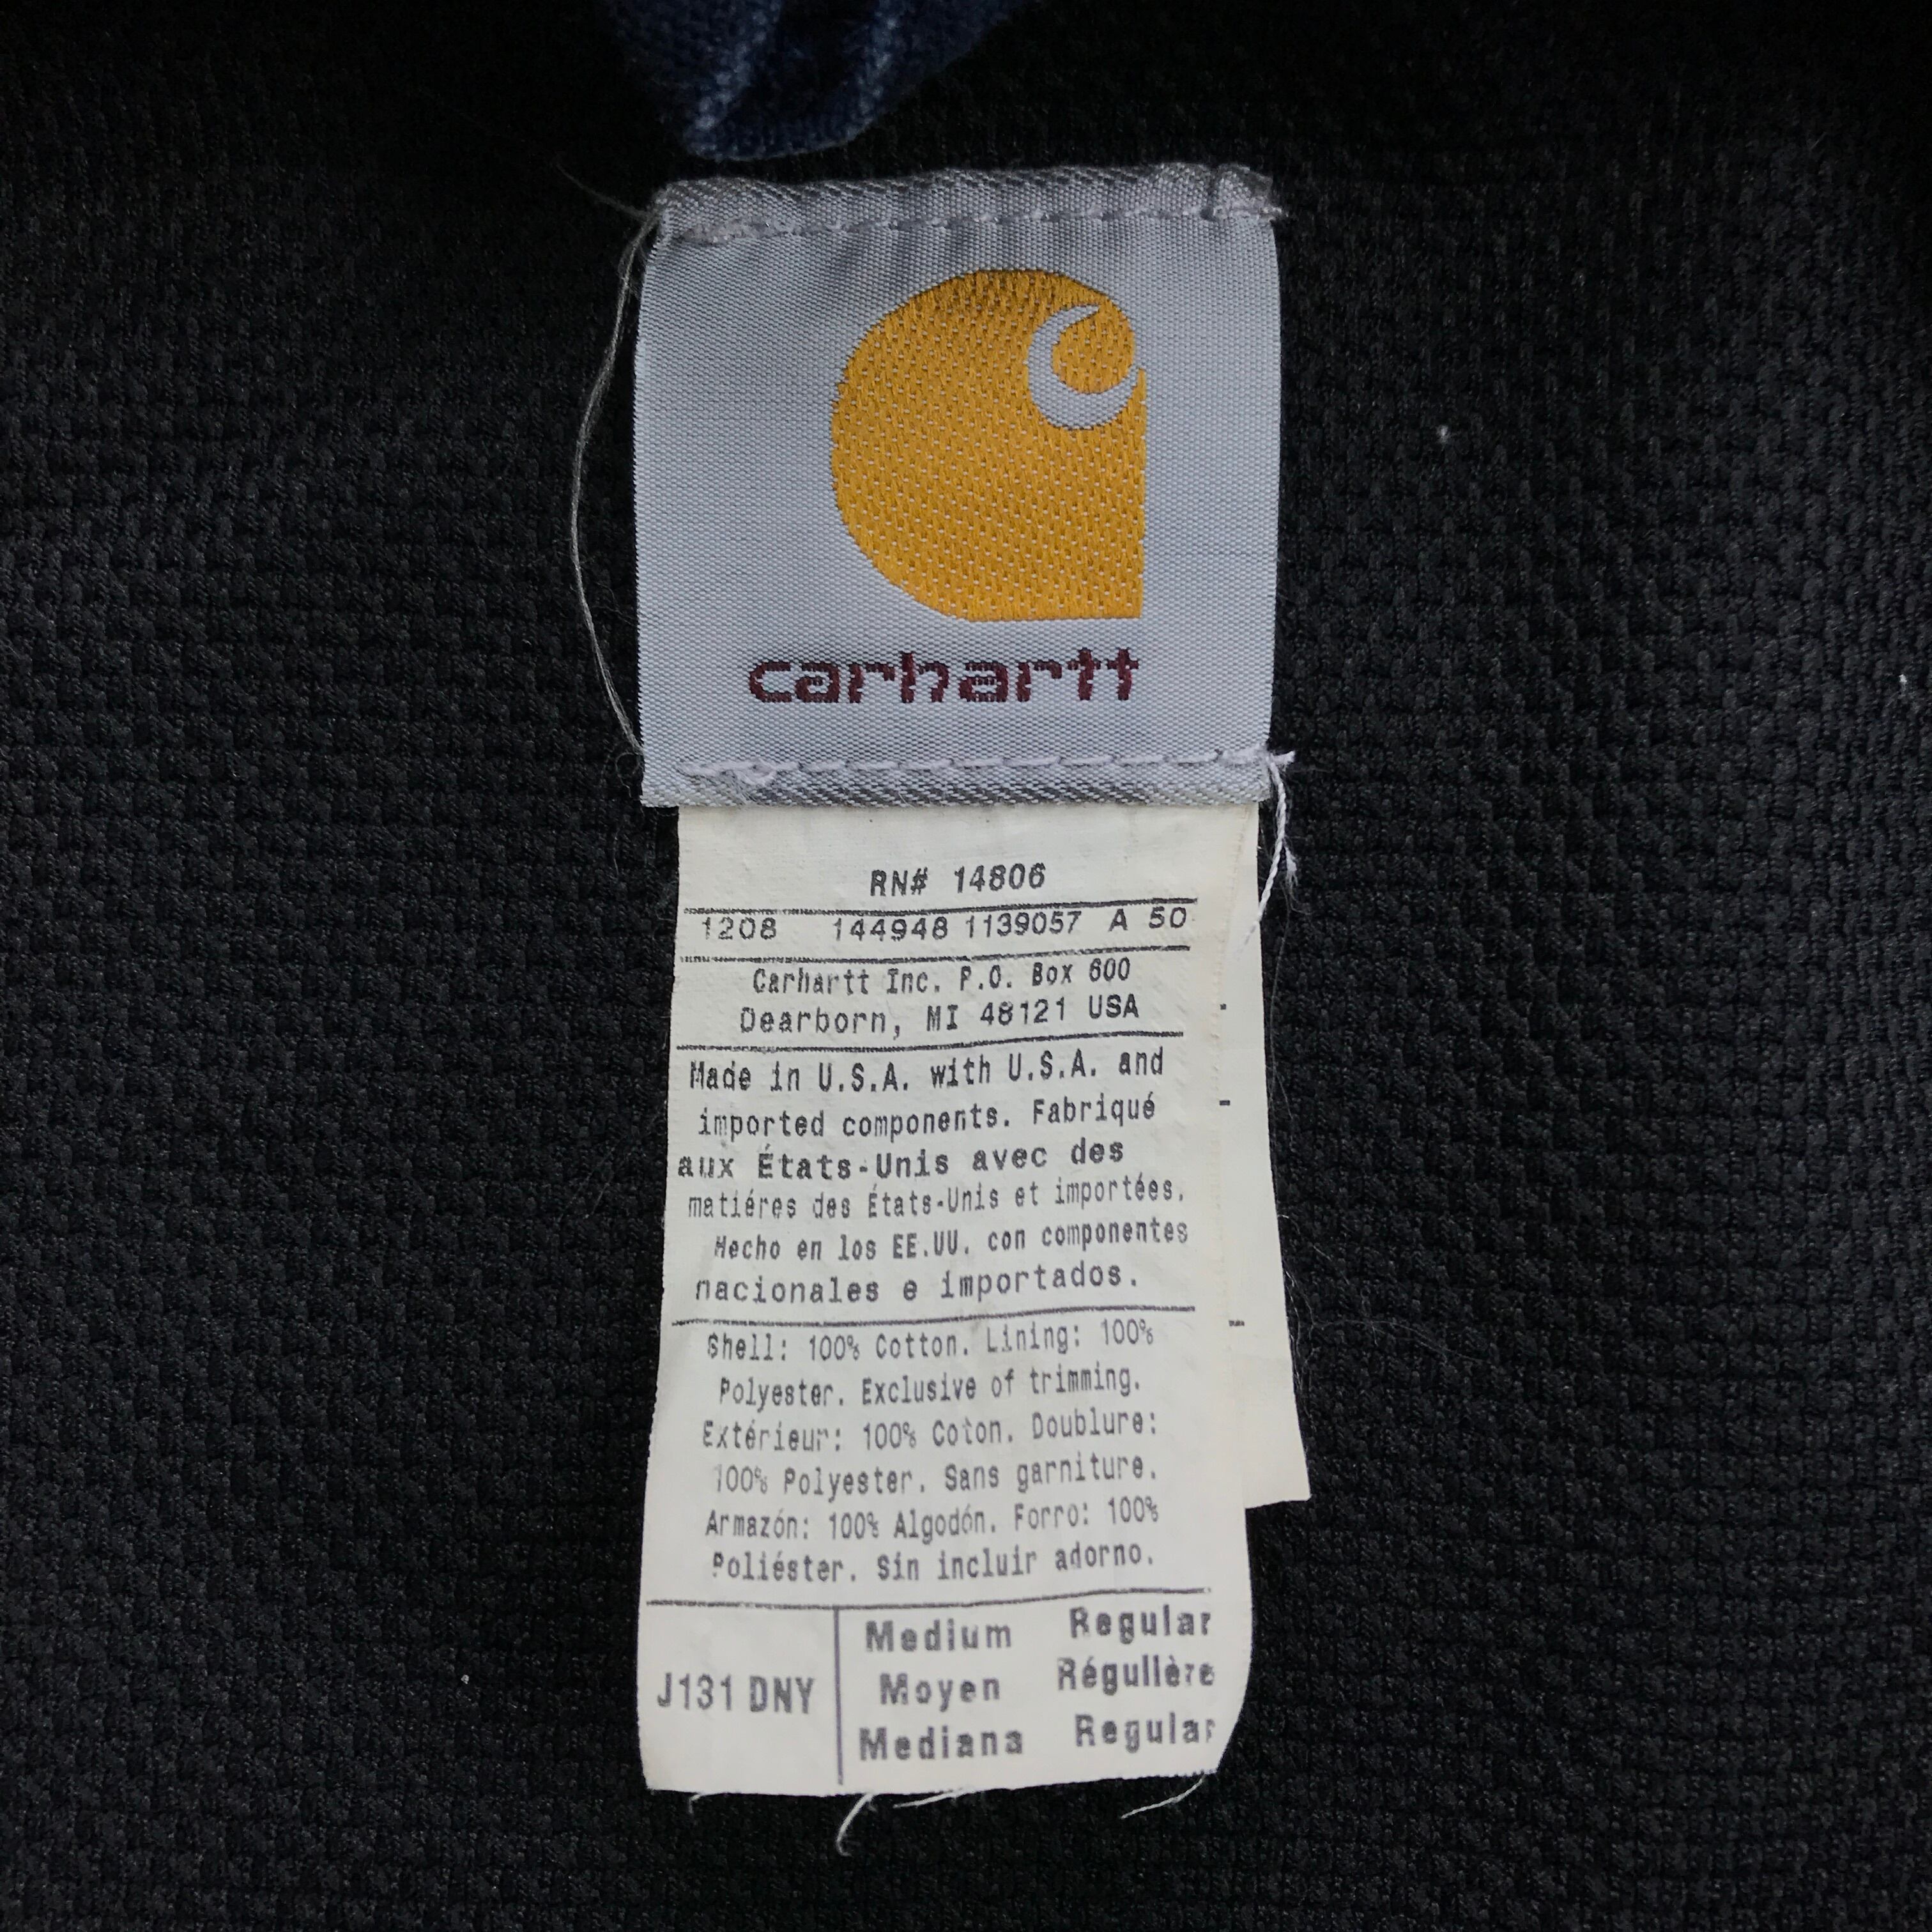 carhartt
RN# 14806
1208 144948 1139057 A 50
Carhartt Inc. P.O. Box 600
Dearborn, MI 48121 USA
Made in U.S.A. with U.S.A. and
imported components. Fabriqué
aux États-Unis avec des
matiéres des États-Unis et importées.
Hecho en los EE.UU. con componentes
nacionales e importados.
Shell: 100% Cotton. Lining: 100%
Polyester. Exclusive of trimming.
Extérieur: 100% Coton. Doublure:
100% Polyester. Sans garniture.
Armazón: 100% Algodón. Forro: 100%
Poliéster. Sin incluir adorno.
Medium Regular
J131 DNY Moyen Régulière
Mediana Regular